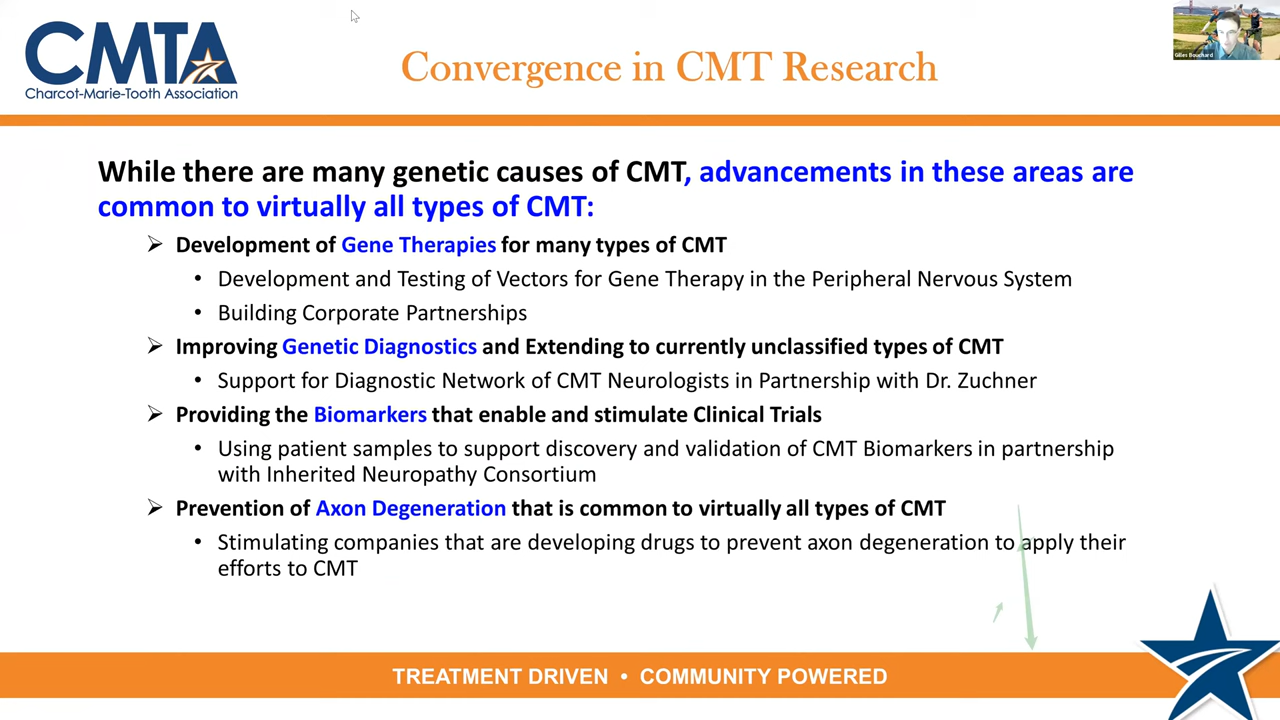 CMTA
Charcot-Marie-Tooth Association
Convergence in CMT Research
Gilles Bouchard
While there are many genetic causes of CMT, advancements in these areas are
common to virtually all types of CMT:
➢ Development of Gene Therapies for many types of CMT
• Development and Testing of Vectors for Gene Therapy in the Peripheral Nervous System
• Building Corporate Partnerships
➢ Improving Genetic Diagnostics and Extending to currently unclassified types of CMT
• Support for Diagnostic Network of CMT Neurologists in Partnership with Dr. Zuchner
➢ Providing the Biomarkers that enable and stimulate Clinical Trials
• Using patient samples to support discovery and validation of CMT Biomarkers in partnership
with Inherited Neuropathy Consortium
➢ Prevention of Axon Degeneration that is common to virtually all types of CMT
• Stimulating companies that are developing drugs to prevent axon degeneration to apply their
efforts to CMT
TREATMENT DRIVEN • COMMUNITY POWERED